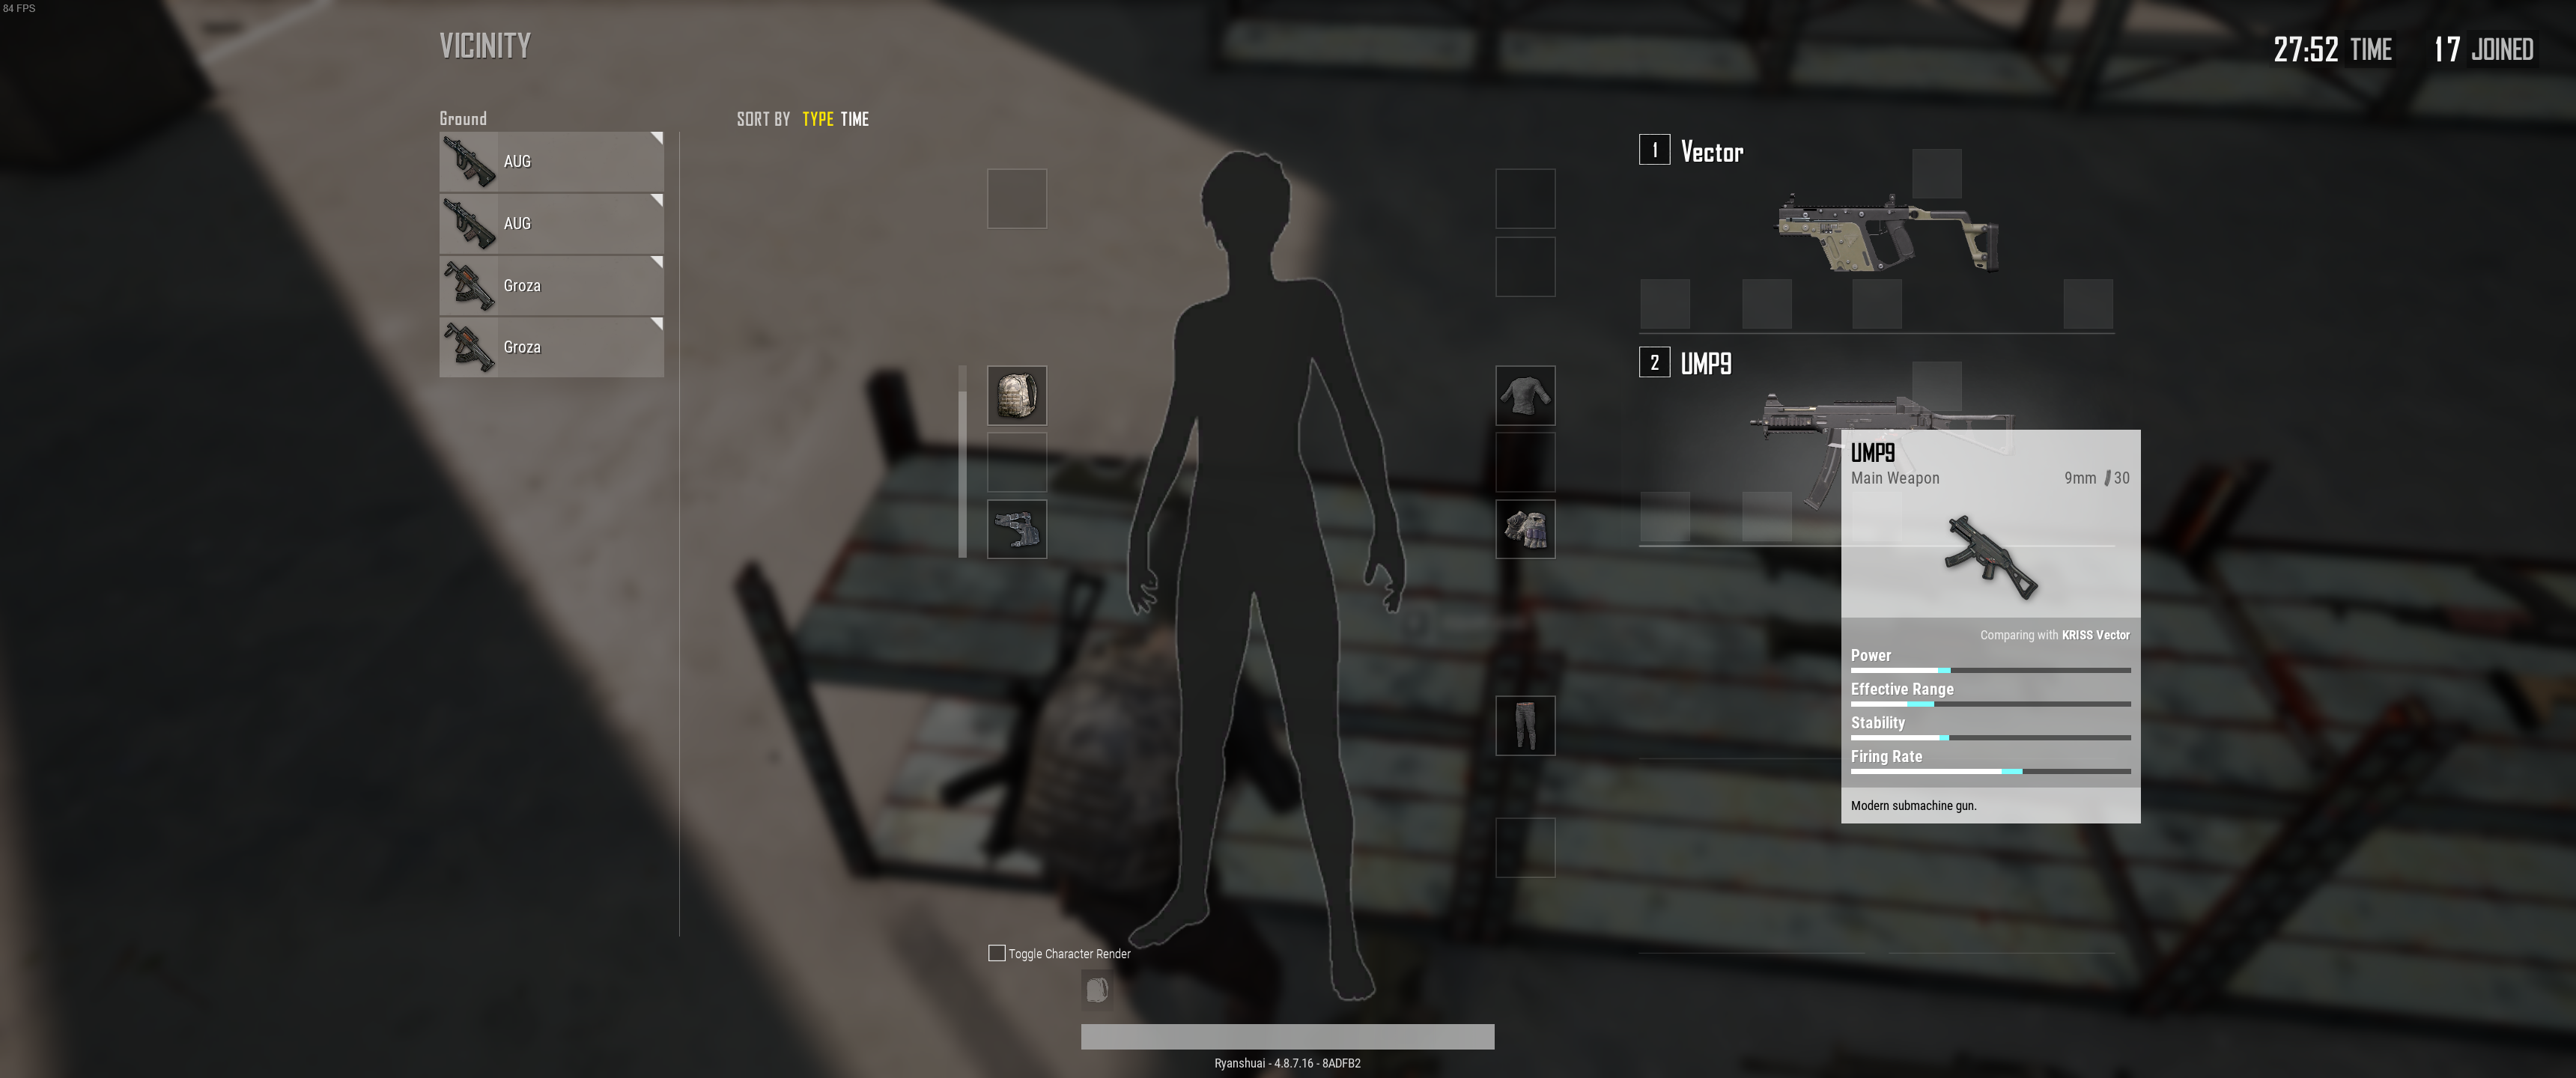 84 FPS
VICINITY
27:52 TIME 17 JOINED
Ground
SORT BY TYPE TIME
AUG
AUG
Groza
Groza
1 Vector
2 UMP9
UMP9
Main Weapon 9mm 30
Comparing with KRISS Vector
Power
Effective Range
Stability
Firing Rate
Modern submachine gun.
Toggle Character Render
Ryanshuai - 4.8.7.16 - 8ADFB2